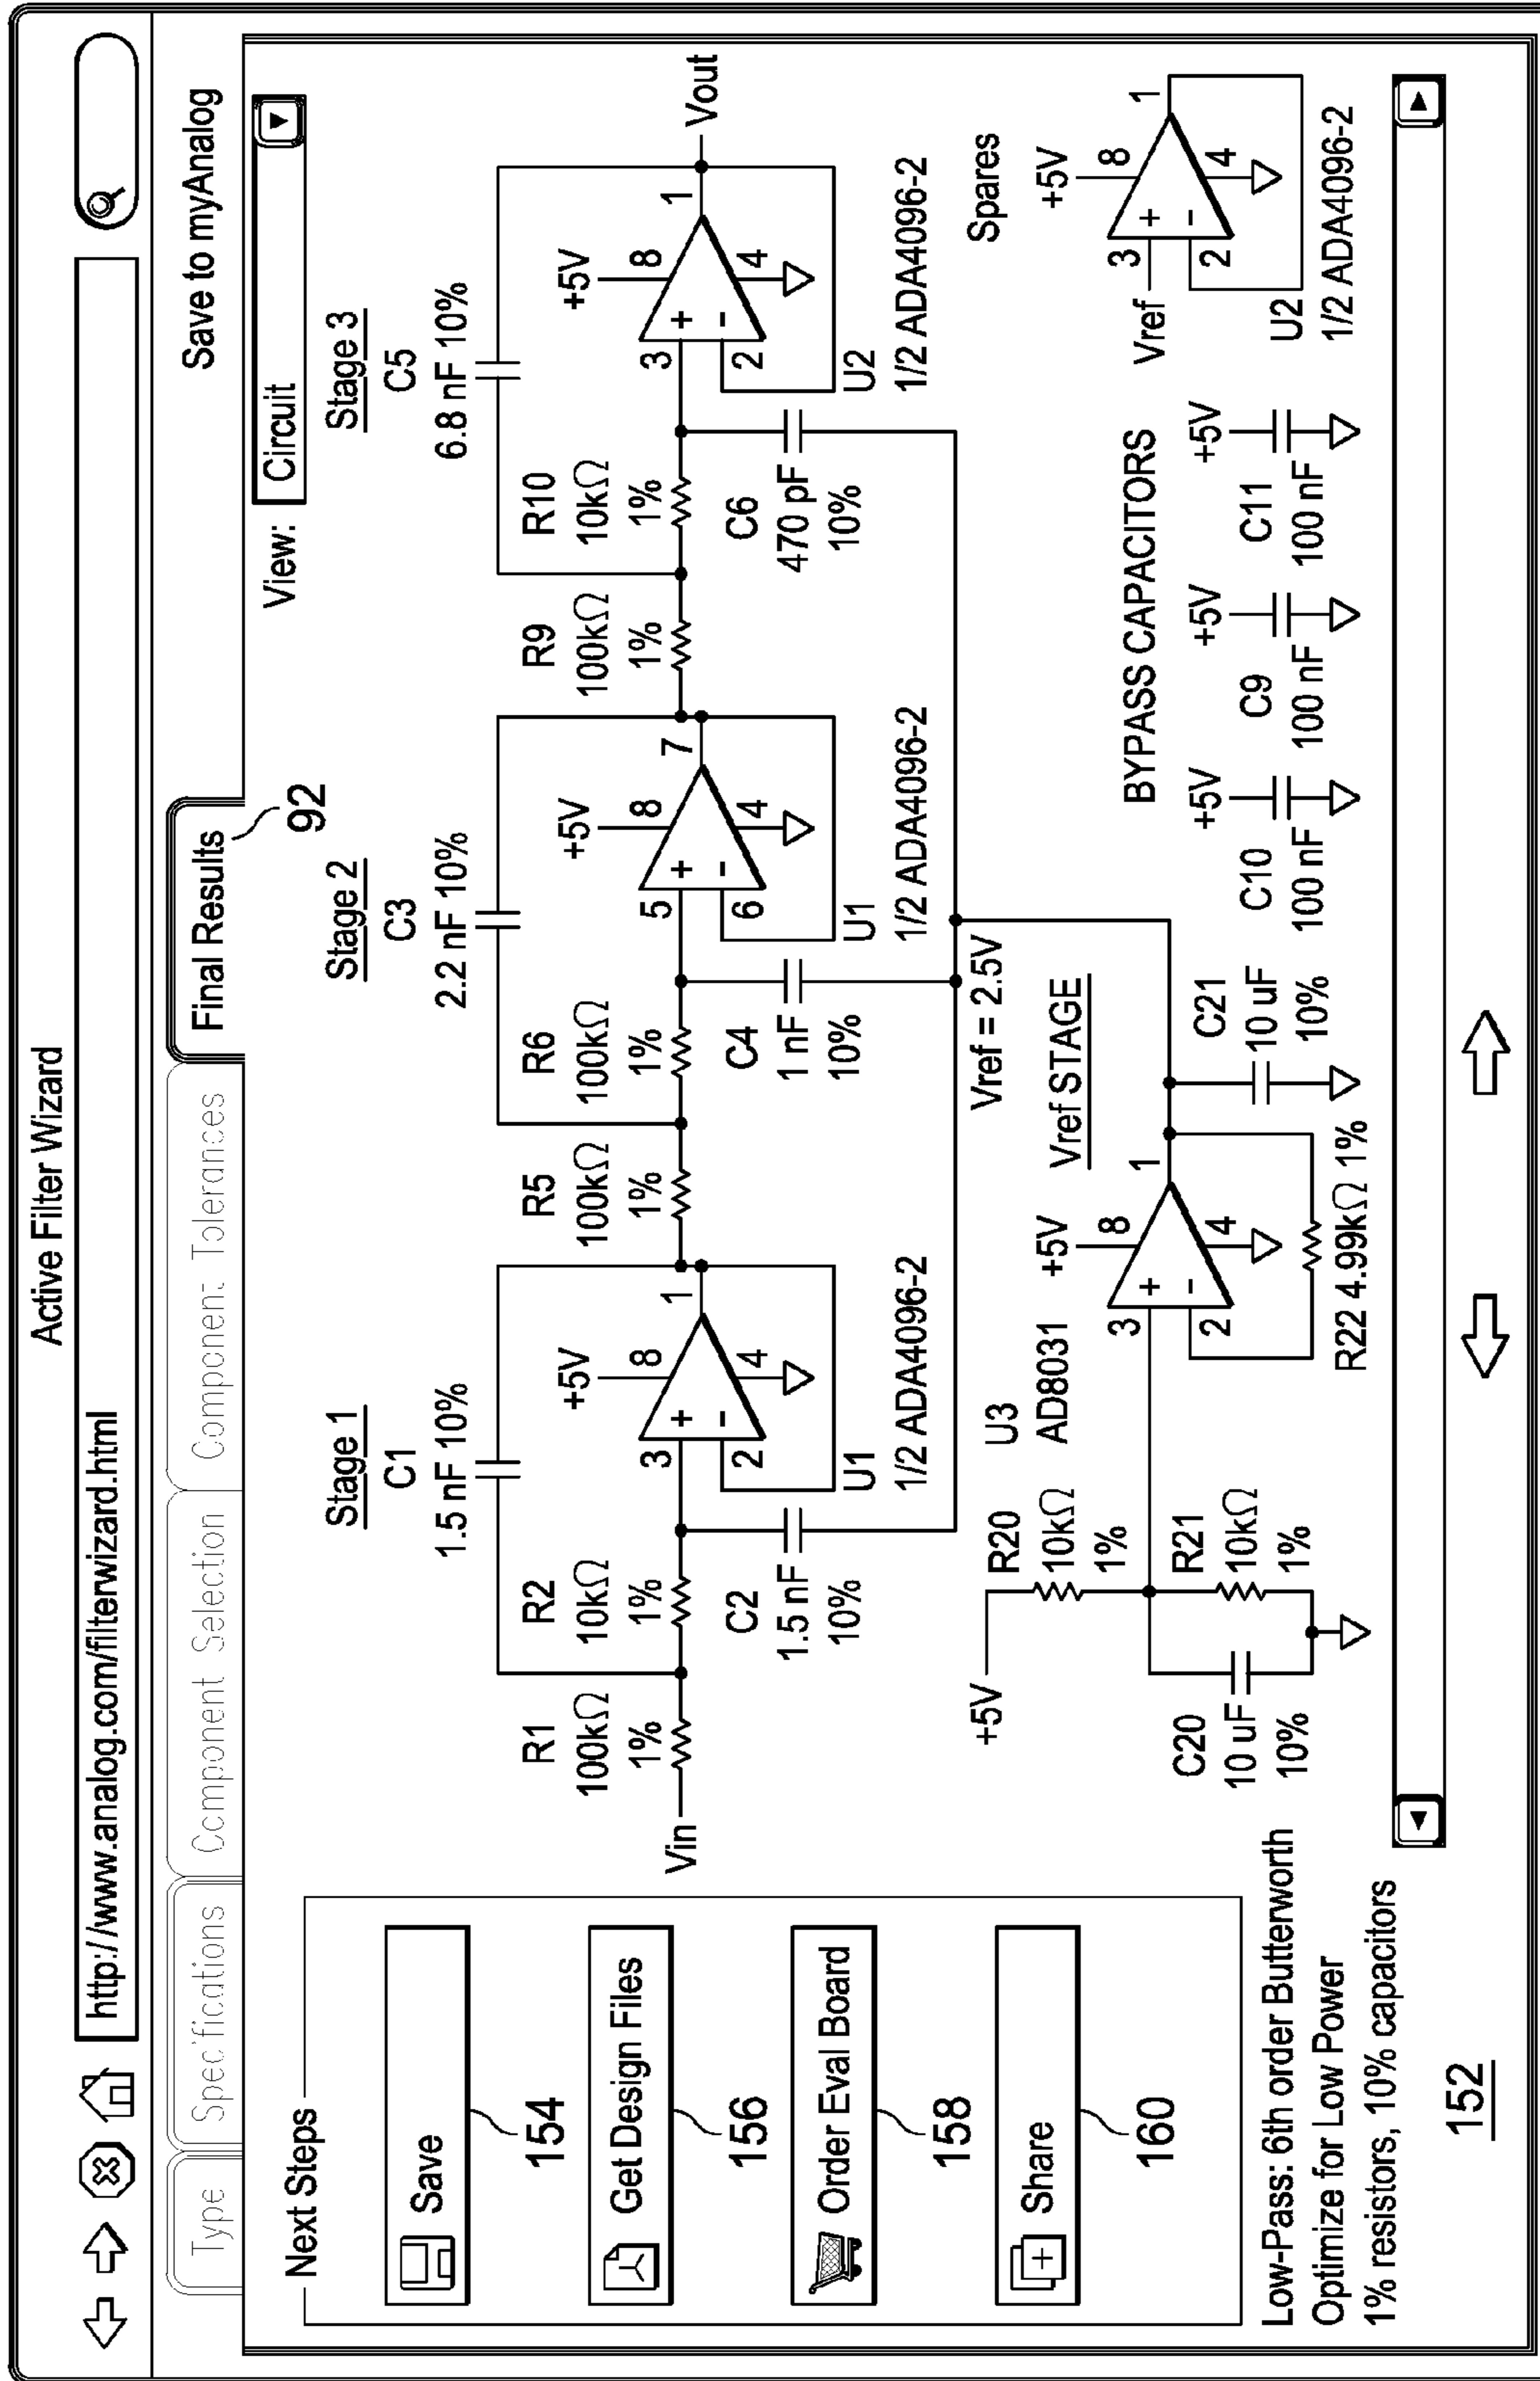 Active Filter Wizard
http://www.analog.com/filterwizard.html
Type
Specifications
Component Selection
Component Tolerances
Final Results
92
Save to myAnalog
View:
Circuit
Next Steps
Save
154
Get Design Files
156
Order Eval Board
158
Share
160
Low-Pass: 6th order Butterworth
Optimize for Low Power
1% resistors, 10% capacitors
152
Stage 1
C1
1.5 nF 10%
Vin
R1
100kΩ
1%
R2
10kΩ
1%
C2
1.5 nF
10%
+5V
3
+
8
1
2
-
4
U1
1/2 ADA4096-2
Stage 2
C3
2.2 nF 10%
R5
100kΩ
1%
R6
100kΩ
1%
C4
1 nF
10%
+5V
5
+
8
7
6
-
4
U1
1/2 ADA4096-2
Stage 3
C5
6.8 nF 10%
R9
100kΩ
1%
R10
10kΩ
1%
C6
470 pF
10%
+5V
3
+
8
1
2
-
4
U2
1/2 ADA4096-2
Vout
Vref = 2.5V
Vref STAGE
+5V
R20
10kΩ
1%
R21
10kΩ
1%
C20
10 uF
10%
U3
AD8031
+5V
3
+
8
1
2
-
4
R22 4.99kΩ 1%
C21
10 uF
10%
BYPASS CAPACITORS
+5V
C10
100 nF
+5V
C9
100 nF
+5V
C11
100 nF
Spares
+5V
Vref
3
+
8
1
2
-
4
U2
1/2 ADA4096-2